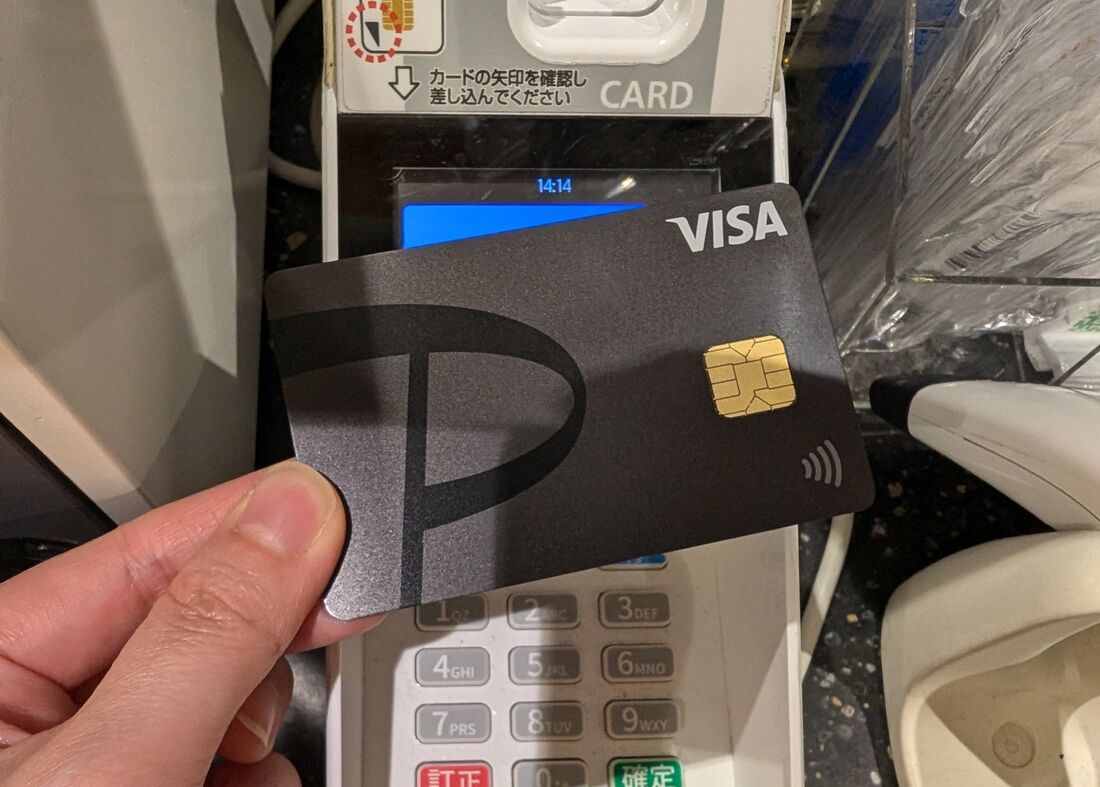 カードの矢印を確認し
差し込んでください
CARD
14:14
VISA
1QZ 2ABC 3DEF
4GHI 5JKL 6MNO
7PRS 8TUV 9WXY
訂正 0 確定